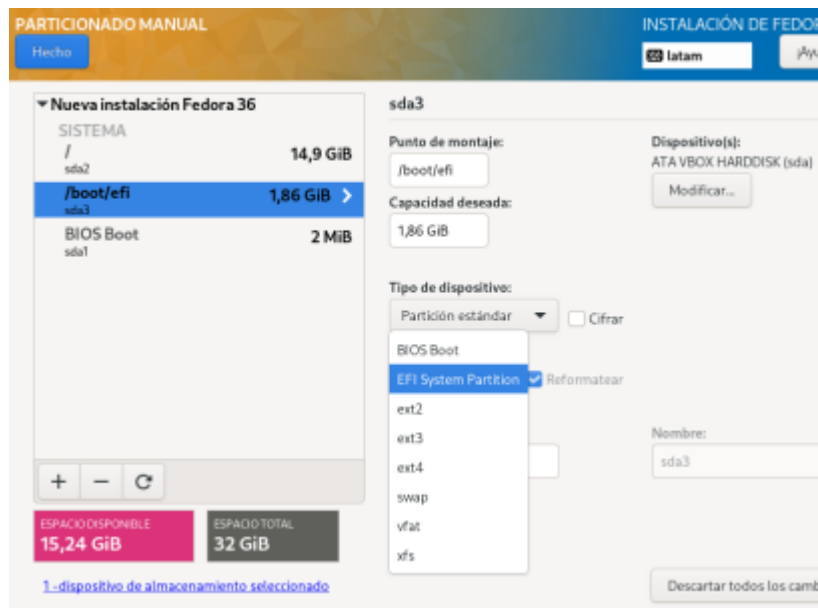 PARTICIONADO MANUAL
INSTALACIÓN DE FEDOR
Hecho
latam
¡Ayu
Nueva instalación Fedora 36
SISTEMA
/ 14,9 GiB
sda2
/boot/efi 1,86 GiB
sda3
BIOS Boot 2 MiB
sda1
sda3
Punto de montaje:
/boot/efi
Capacidad deseada:
1,86 GiB
Dispositivo(s):
ATA VBOX HARDDISK (sda)
Modificar...
Tipo de dispositivo:
Partición estándar
Cifrar
BIOS Boot
EFI System Partition
Reformatear
ext2
ext3
ext4
swap
vfat
xfs
Nombre:
sda3
+ −
ESPACIO DISPONIBLE
15,24 GiB
ESPACIO TOTAL
32 GiB
1 -dispositivo de almacenamiento seleccionado
Descartar todos los camb